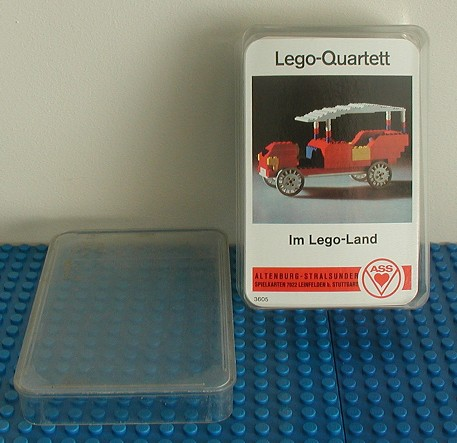 Lego-Quartett
Im Lego-Land
ALTENBURG-STRALSUNDER
SPIELKARTEN 7022 LEINFELDEN b. STUTTGART
ASS
3605